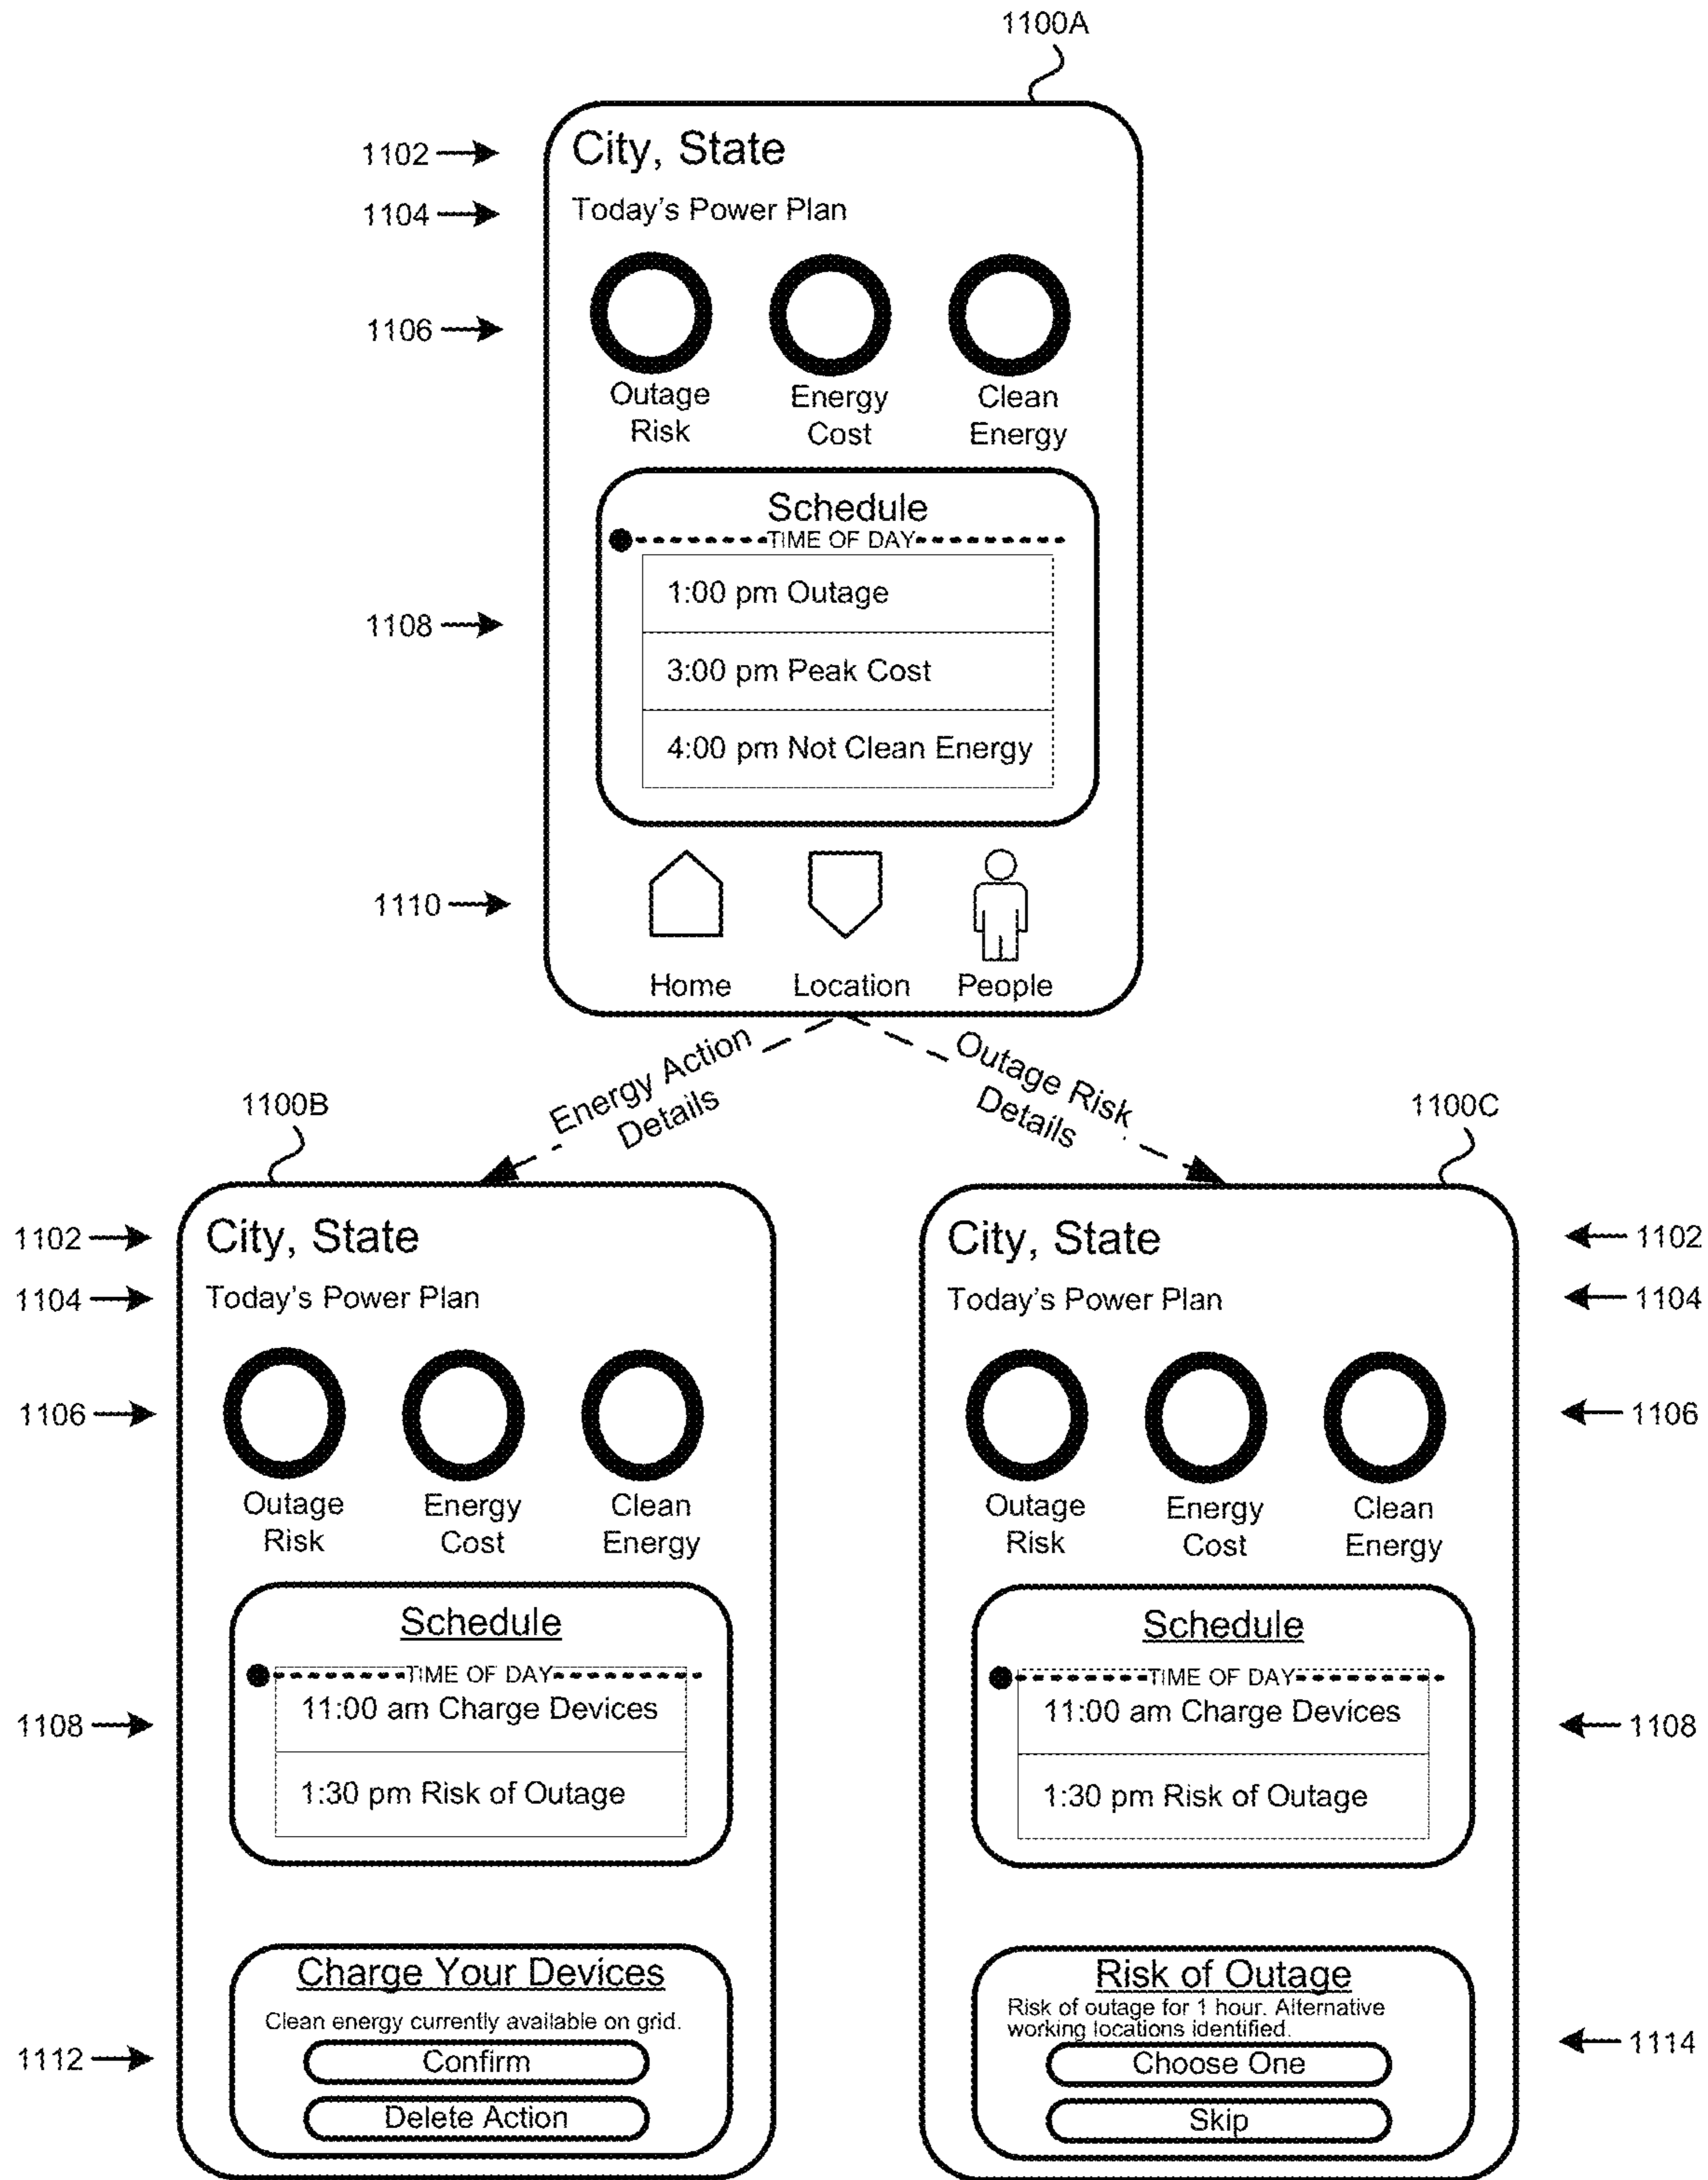 1100A
1102
City, State
1104
Today's Power Plan
1106
Outage Risk
Energy Cost
Clean Energy
Schedule
TIME OF DAY
1108
1:00 pm Outage
3:00 pm Peak Cost
4:00 pm Not Clean Energy
1110
Home
Location
People
Energy Action
Details
Outage Risk
Details
1100B
1102
City, State
1104
Today's Power Plan
1106
Outage Risk
Energy Cost
Clean Energy
Schedule
TIME OF DAY
11:00 am Charge Devices
1108
1:30 pm Risk of Outage
Charge Your Devices
Clean energy currently available on grid.
1112
Confirm
Delete Action
1100C
City, State
1102
Today's Power Plan
1104
1106
Outage Risk
Energy Cost
Clean Energy
Schedule
TIME OF DAY
11:00 am Charge Devices
1108
1:30 pm Risk of Outage
Risk of Outage
Risk of outage for 1 hour. Alternative
working locations identified.
1114
Choose One
Skip